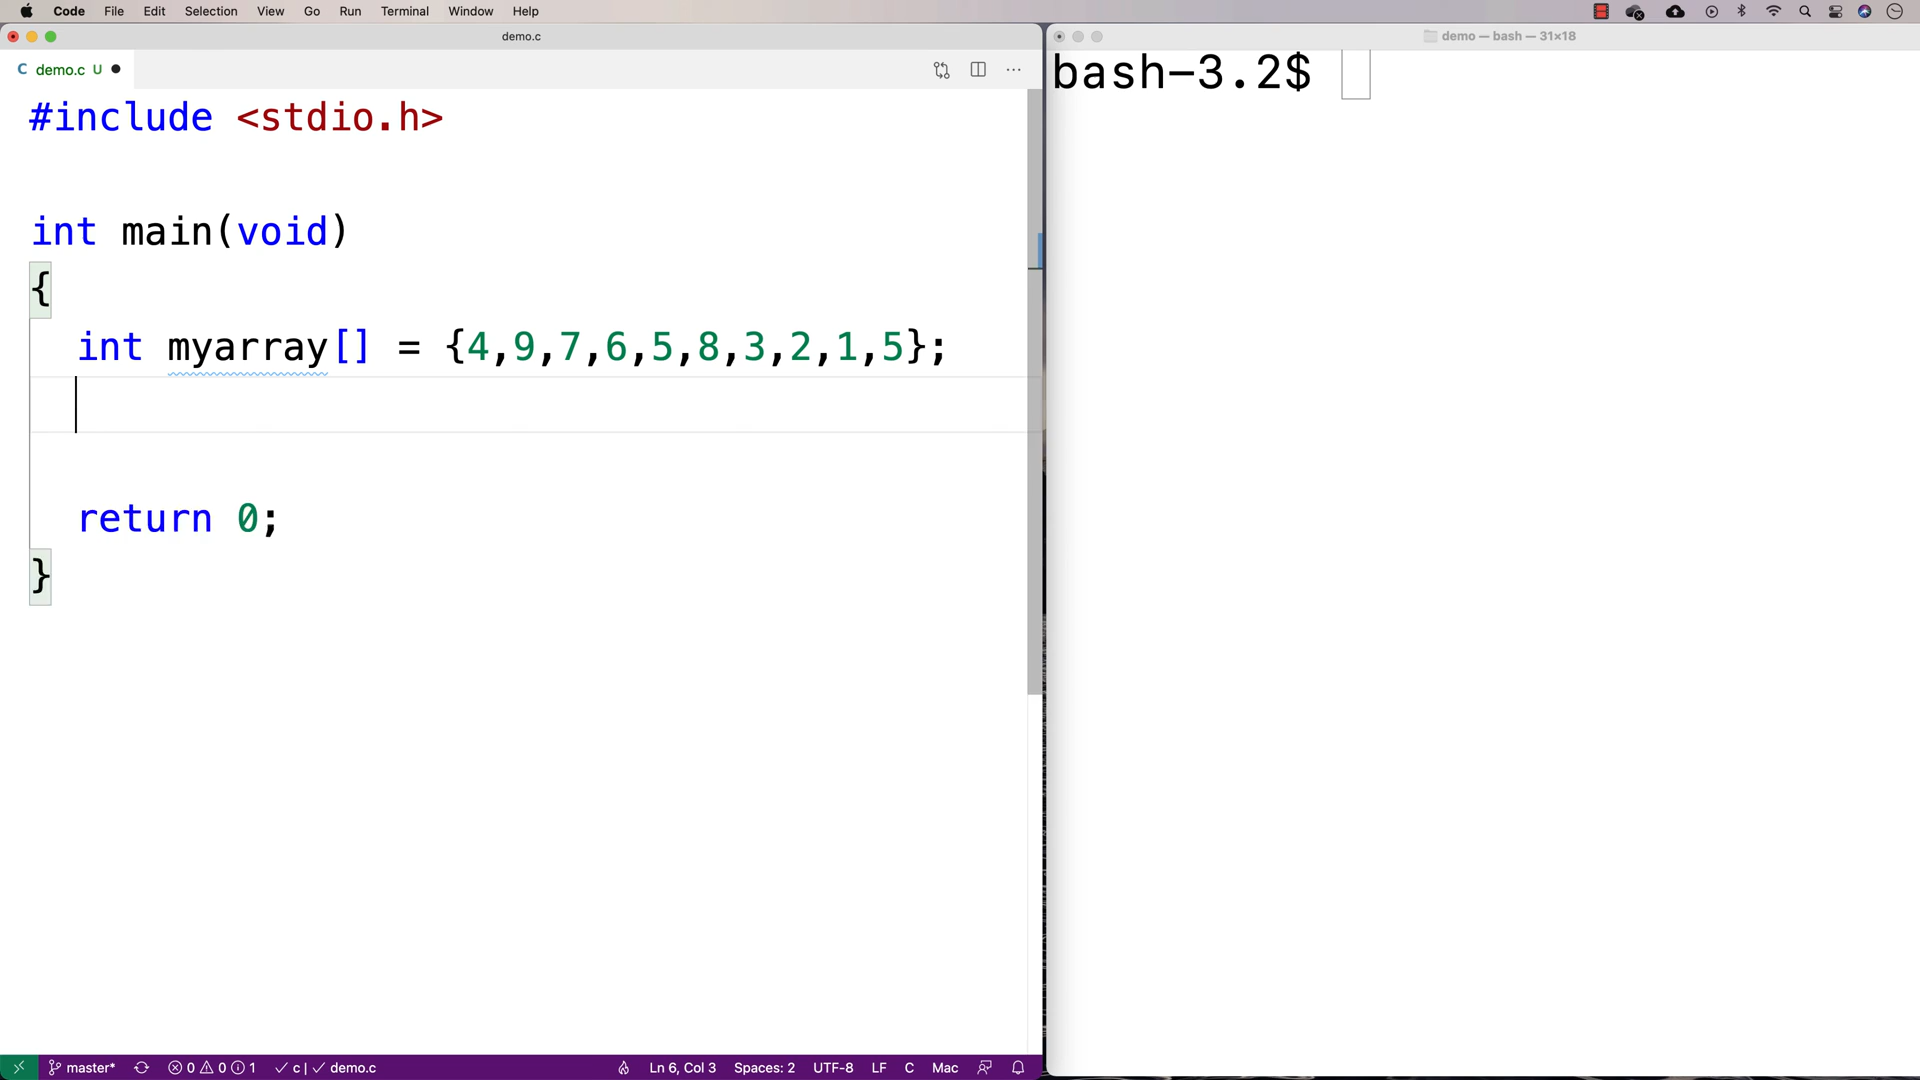 Code File Edit Selection View Go Run Terminal Window Help
demo.c
demo — bash — 31×18
C demo.c U
bash-3.2$
#include <stdio.h>
int main(void)
{
int myarray[] = {4,9,7,6,5,8,3,2,1,5};
return 0;
}
master* 0 0 1 c | demo.c Ln 6, Col 3 Spaces: 2 UTF-8 LF C Mac